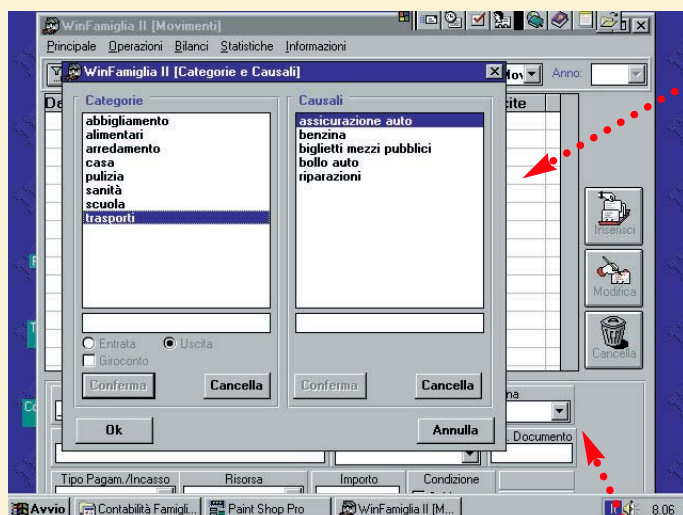 WinFamiglia II [Movimenti]
Principale Operazioni Bilanci Statistiche Informazioni
WinFamiglia II [Categorie e Causali]
Anno:
Categorie
Causali
abbigliamento
alimentari
arredamento
casa
pulizia
sanità
scuola
trasporti
assicurazione auto
benzina
biglietti mezzi pubblici
bollo auto
riparazioni
Entrata Uscita
Giroconto
Conferma Cancella
Conferma Cancella
Ok Annulla
Inserisci
Modifica
Cancella
Documento
Tipo Pagam./Incasso Risorsa Importo Condizione
Avvio Contabilità Famigli... Paint Shop Pro WinFamiglia II [M... 8.06